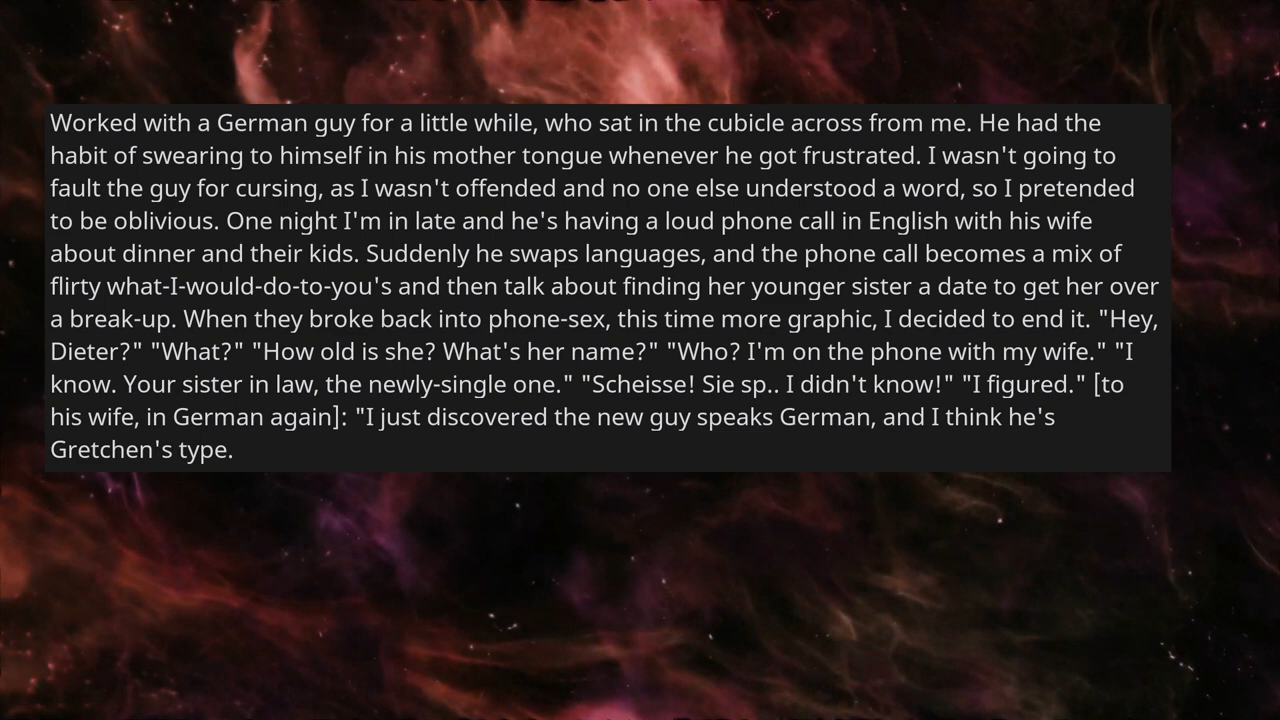 Worked with a German guy for a little while, who sat in the cubicle across from me. He had the
habit of swearing to himself in his mother tongue whenever he got frustrated. I wasn't going to
fault the guy for cursing, as I wasn't offended and no one else understood a word, so I pretended
to be oblivious. One night I'm in late and he's having a loud phone call in English with his wife
about dinner and their kids. Suddenly he swaps languages, and the phone call becomes a mix of
flirty what-I-would-do-to-you's and then talk about finding her younger sister a date to get her over
a break-up. When they broke back into phone-sex, this time more graphic, I decided to end it. "Hey,
Dieter?" "What?" "How old is she? What's her name?" "Who? I'm on the phone with my wife." "I
know. Your sister in law, the newly-single one." "Scheisse! Sie sp.. I didn't know!" "I figured." [to
his wife, in German again]: "I just discovered the new guy speaks German, and I think he's
Gretchen's type.